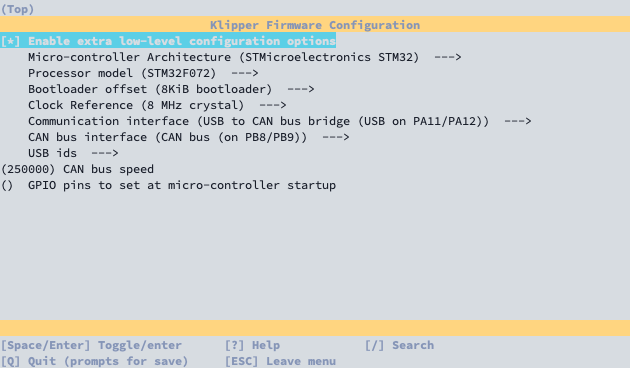 (Top)
Klipper Firmware Configuration
[*] Enable extra low-level configuration options
Micro-controller Architecture (STMicroelectronics STM32)  --->
Processor model (STM32F072)  --->
Bootloader offset (8KiB bootloader)  --->
Clock Reference (8 MHz crystal)  --->
Communication interface (USB to CAN bus bridge (USB on PA11/PA12))  --->
CAN bus interface (CAN bus (on PB8/PB9))  --->
USB ids  --->
(250000) CAN bus speed
()  GPIO pins to set at micro-controller startup
[Space/Enter] Toggle/enter      [?] Help            [/] Search
[Q] Quit (prompts for save)     [ESC] Leave menu